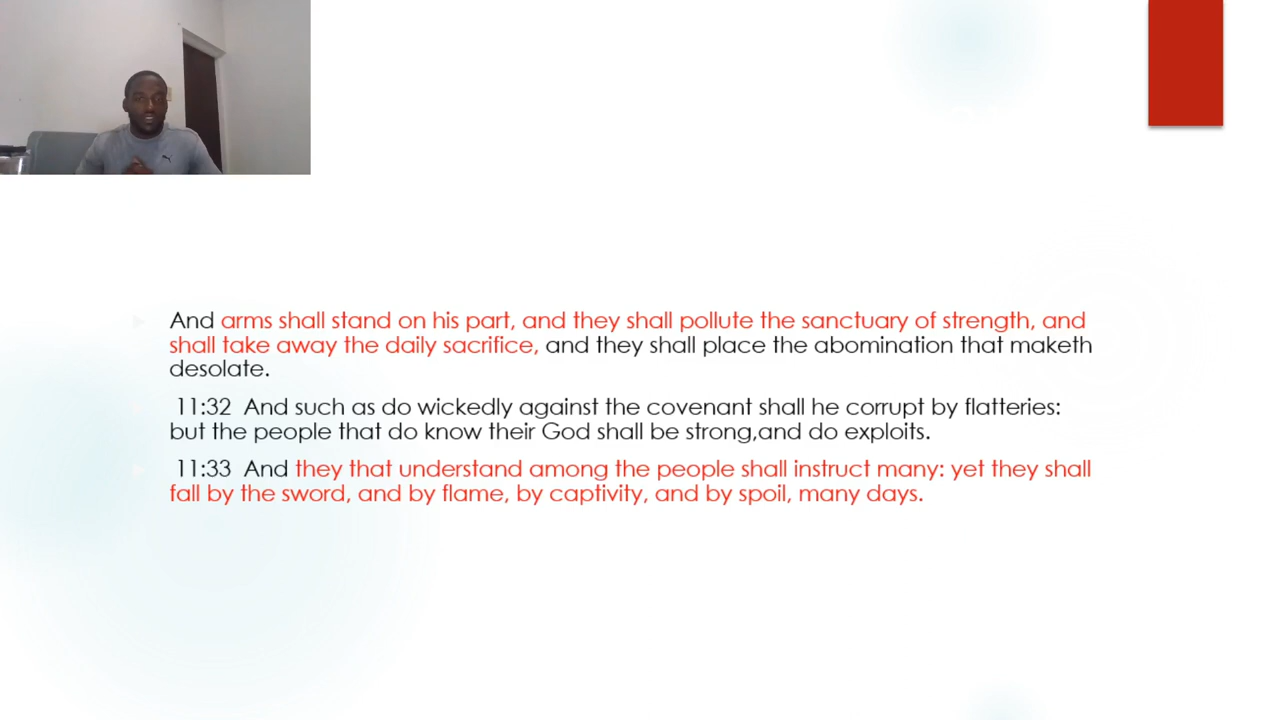 And arms shall stand on his part, and they shall pollute the sanctuary of strength, and
shall take away the daily sacrifice, and they shall place the abomination that maketh
desolate.
11:32 And such as do wickedly against the covenant shall he corrupt by flatteries:
but the people that do know their God shall be strong,and do exploits.
11:33 And they that understand among the people shall instruct many: yet they shall
fall by the sword, and by flame, by captivity, and by spoil, many days.